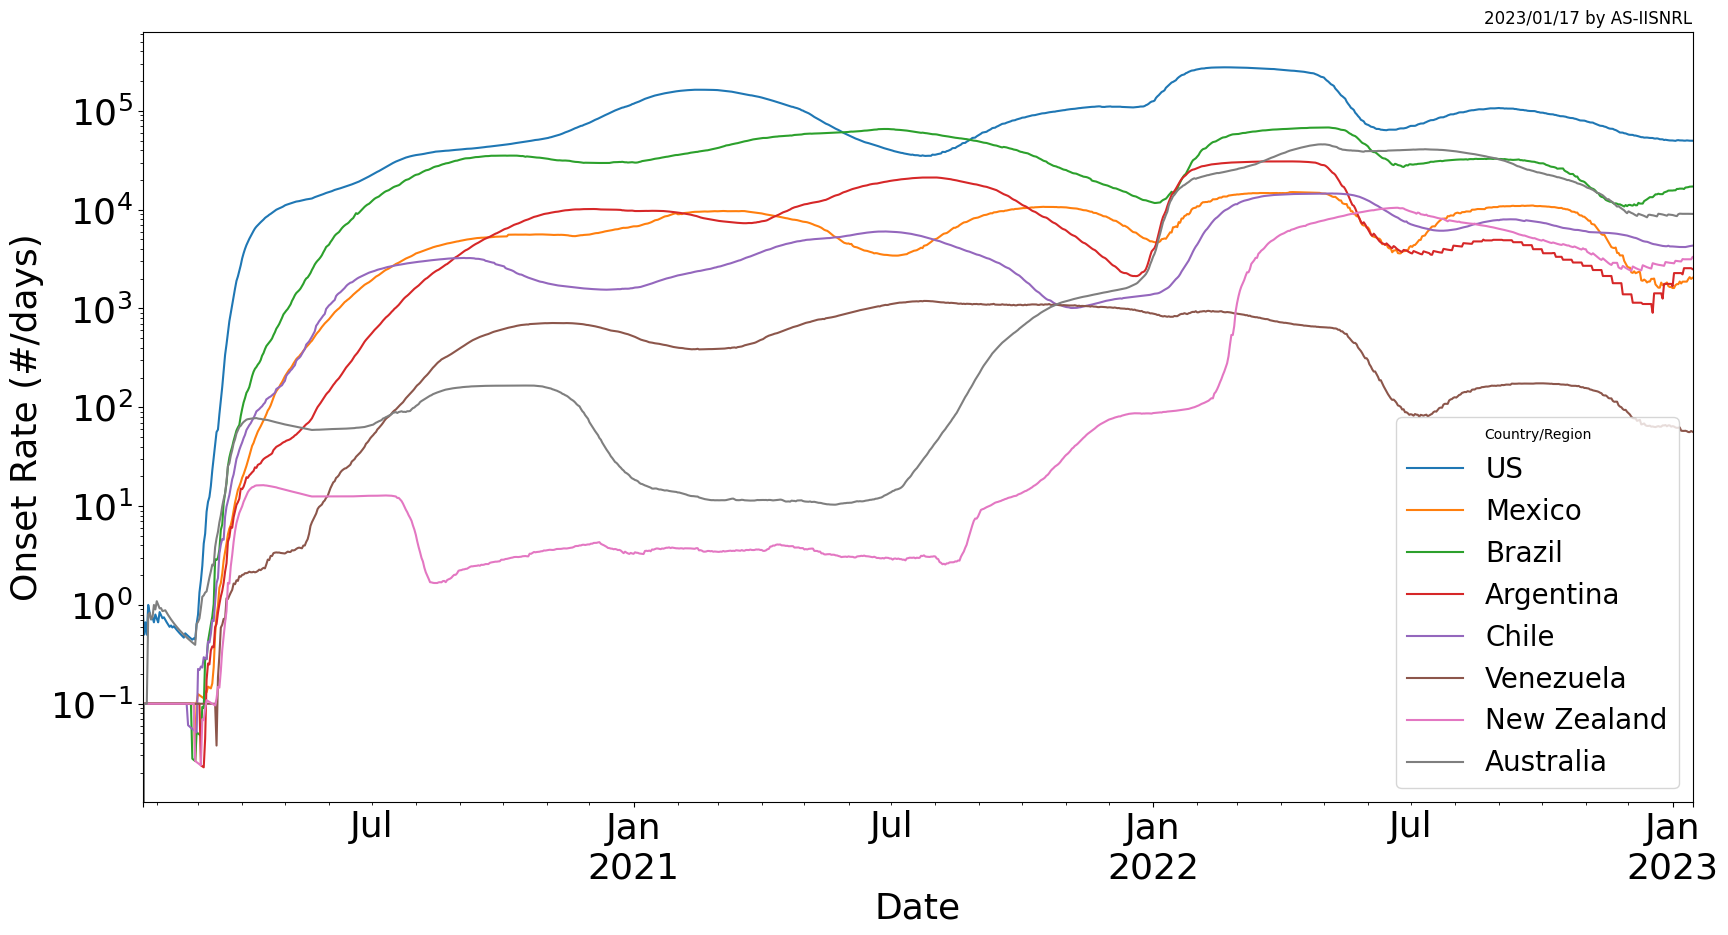 2023/01/17 by AS-IISNRL
Onset Rate (#/days)
10^5
10^4
10^3
10^2
10^1
10^0
10^−1
Country/Region
US
Mexico
Brazil
Argentina
Chile
Venezuela
New Zealand
Australia
Jul Jan Jul Jan Jul Jan
2021 2022 2023
Date